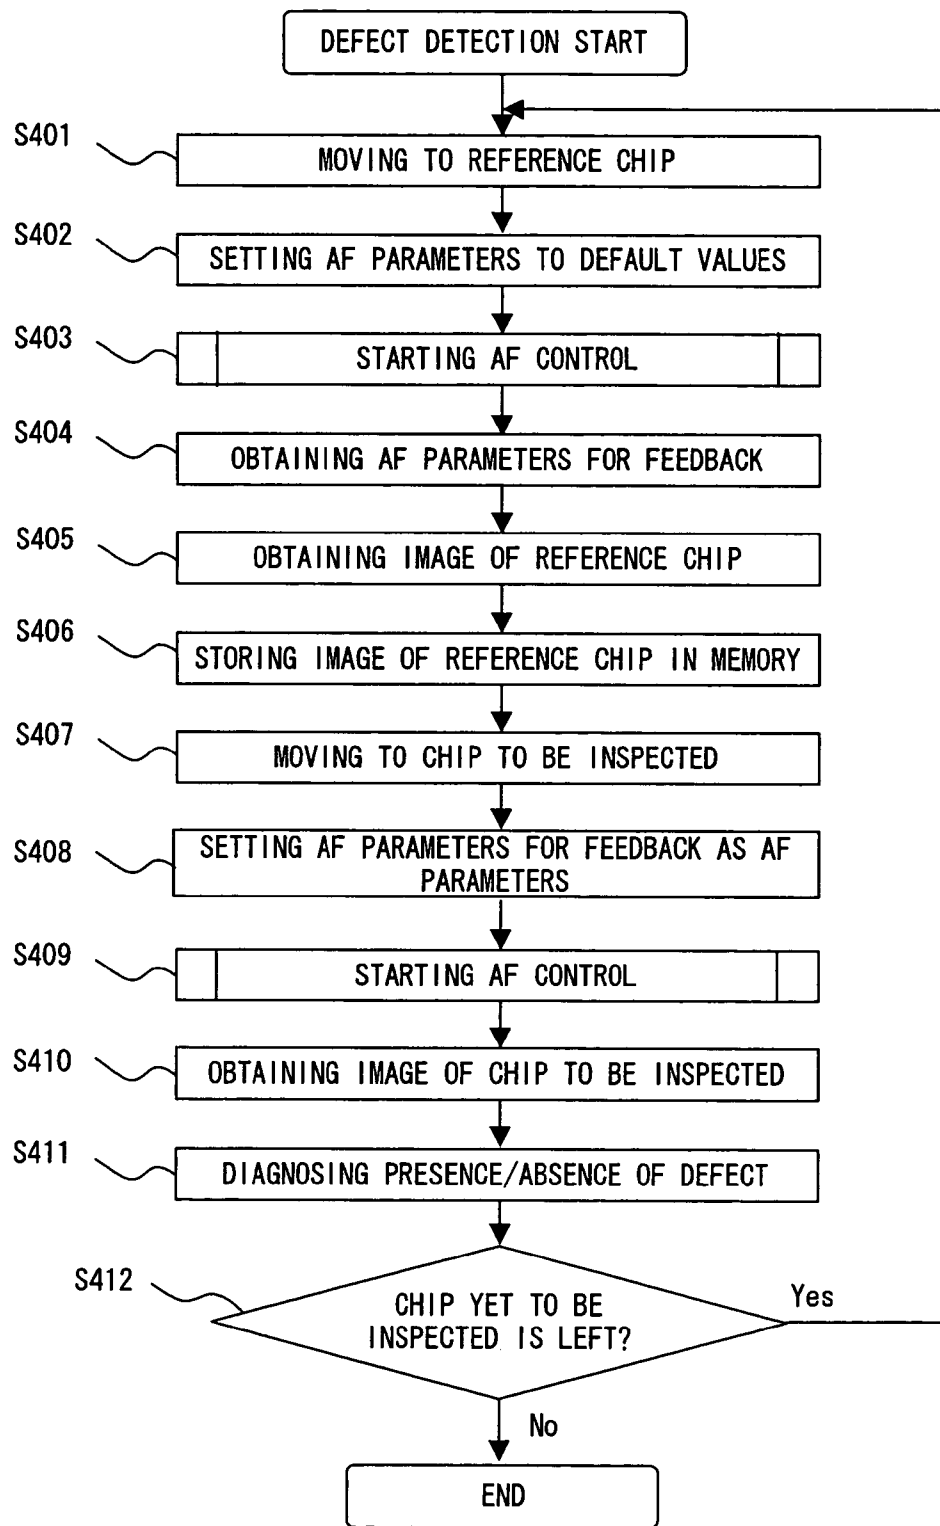 DEFECT DETECTION START
S401
MOVING TO REFERENCE CHIP
S402
SETTING AF PARAMETERS TO DEFAULT VALUES
S403
STARTING AF CONTROL
S404
OBTAINING AF PARAMETERS FOR FEEDBACK
S405
OBTAINING IMAGE OF REFERENCE CHIP
S406
STORING IMAGE OF REFERENCE CHIP IN MEMORY
S407
MOVING TO CHIP TO BE INSPECTED
S408
SETTING AF PARAMETERS FOR FEEDBACK AS AF
PARAMETERS
S409
STARTING AF CONTROL
S410
OBTAINING IMAGE OF CHIP TO BE INSPECTED
S411
DIAGNOSING PRESENCE/ABSENCE OF DEFECT
S412
CHIP YET TO BE
INSPECTED IS LEFT?
Yes
No
END